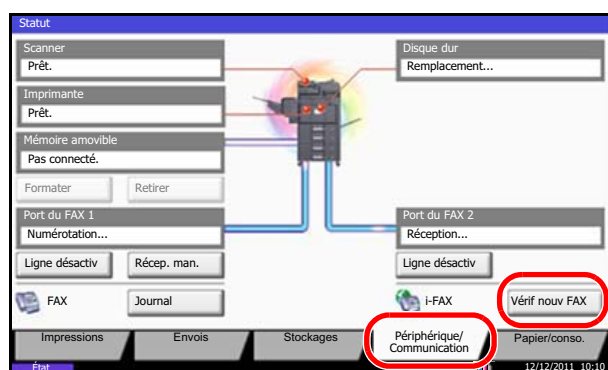 Statut
Scanner
Prêt.
Disque dur
Remplacement...
Imprimante
Prêt.
Mémoire amovible
Pas connecté.
Formater
Retirer
Port du FAX 1
Numérotation...
Port du FAX 2
Réception...
Ligne désactiv
Récep. man.
Ligne désactiv
FAX
Journal
i-FAX
Vérif nouv FAX
Impressions
Envois
Stockages
Périphérique/
Communication
Papier/conso.
État
12/12/2011 10:10